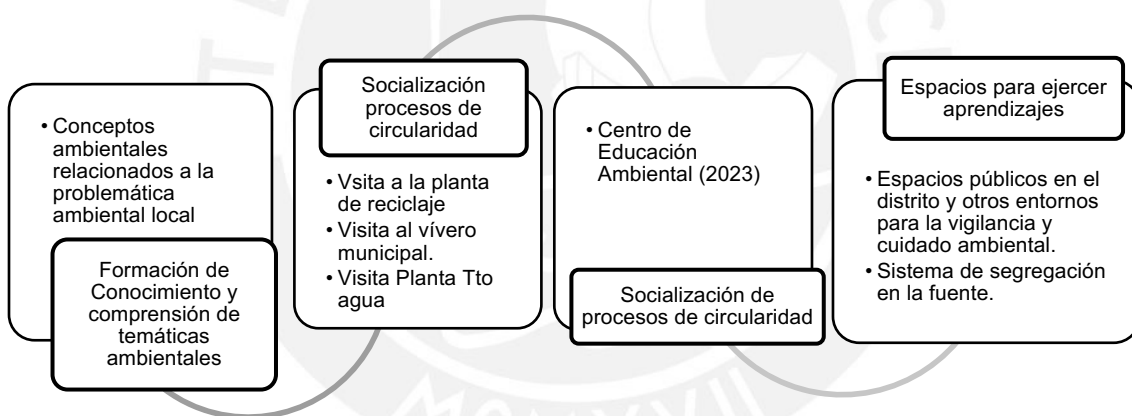 • Conceptos
ambientales
relacionados a la
problemática
ambiental local
Formación de
Conocimiento y
comprensión de
temáticas
ambientales
Socialización
procesos de
circularidad
• Vsita a la planta
de reciclaje
• Visita al vívero
municipal.
• Visita Planta Tto
agua
• Centro de
Educación
Ambiental (2023)
Socialización de
procesos de circularidad
Espacios para ejercer
aprendizajes
• Espacios públicos en el
distrito y otros entornos
para la vigilancia y
cuidado ambiental.
• Sistema de segregación
en la fuente.